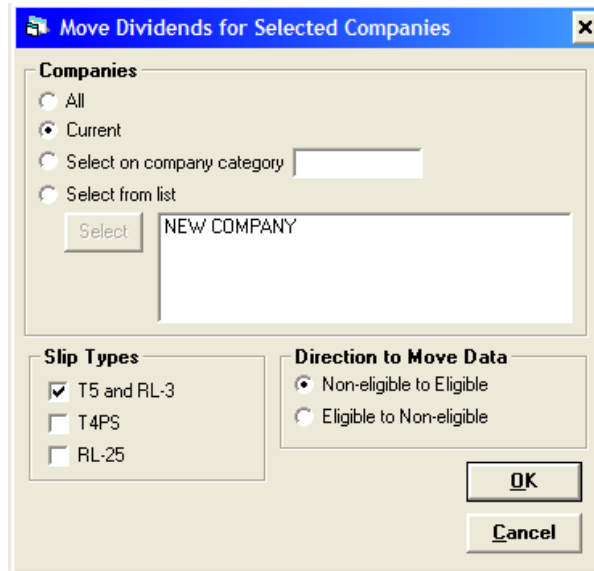 Move Dividends for Selected Companies
Companies
All
Current
Select on company category
Select from list
Select
NEW COMPANY
Slip Types
T5 and RL-3
T4PS
RL-25
Direction to Move Data
Non-eligible to Eligible
Eligible to Non-eligible
OK
Cancel